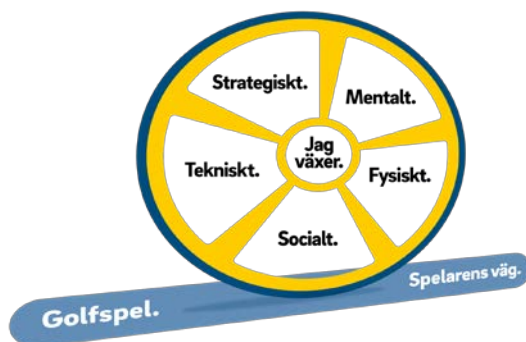 Strategiskt.
Mentalt.
Jag
växer.
Tekniskt.
Fysiskt.
Socialt.
Spelarens väg.
Golfspel.